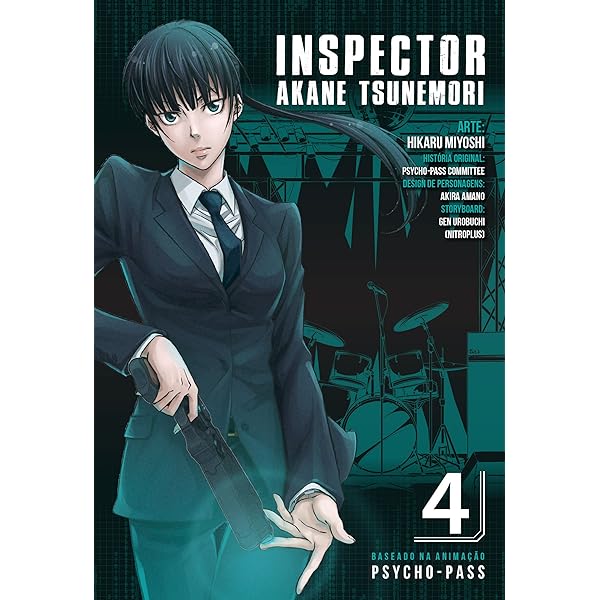 INSPECTOR
AKANE TSUNEMORI
ARTE:
HIKARU MIYOSHI
HISTÓRIA ORIGINAL:
PSYCHO-PASS COMMITTEE
DESIGN DE PERSONAGENS:
AKIRA AMANO
STORYBOARD:
GEN UROBUCHI
(NITROPLUS)
4
BASEADO NA ANIMAÇÃO
PSYCHO-PASS